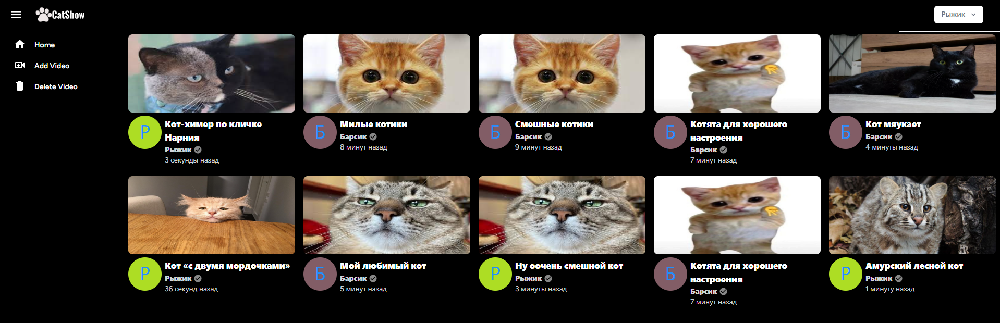 CatShow
Рыжик
Home
Add Video
Delete Video
Р
Кот-химер по кличке
Нарния
Рыжик
3 секунды назад
Б
Милые котики
Барсик
8 минут назад
Б
Смешные котики
Барсик
9 минут назад
Б
Котята для хорошего
настроения
Барсик
7 минут назад
Б
Кот мяукает
Барсик
4 минуты назад
Р
Кот «с двумя мордочками»
Рыжик
36 секунд назад
Б
Мой любимый кот
Барсик
5 минут назад
Р
Ну оочень смешной кот
Рыжик
3 минуты назад
Б
Котята для хорошего
настроения
Барсик
7 минут назад
Р
Амурский лесной кот
Рыжик
1 минуту назад